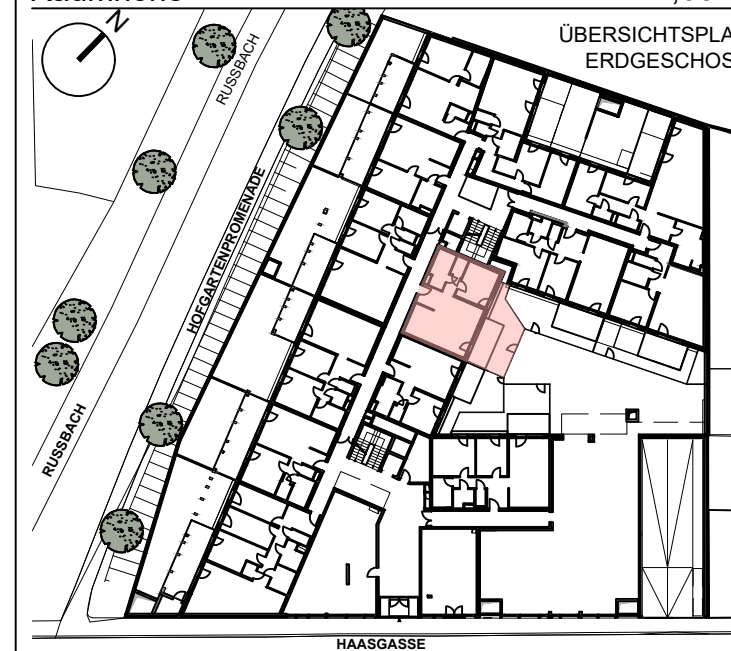 N
ÜBERSICHTSPLA
ERDGESCHOS
RUSSBACH
HOFGARTENPROMENADE
RUSSBACH
HAASGASSE